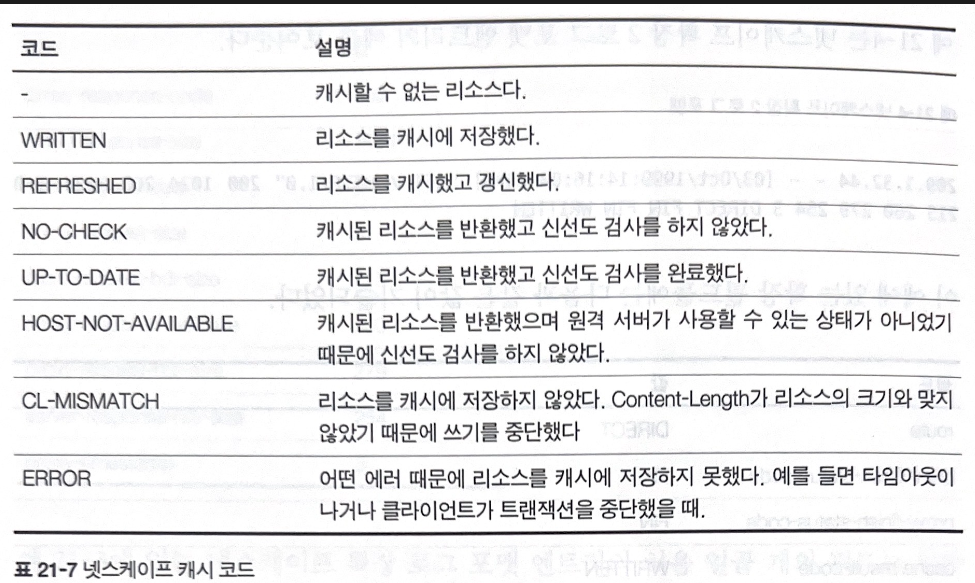 코드 설명
- 캐시할 수 없는 리소스다.
WRITTEN 리소스를 캐시에 저장했다.
REFRESHED 리소스를 캐시했고 갱신했다.
NO-CHECK 캐시된 리소스를 반환했고 신선도 검사를 하지 않았다.
UP-TO-DATE 캐시된 리소스를 반환했고 신선도 검사를 완료했다.
HOST-NOT-AVAILABLE 캐시된 리소스를 반환했으며 원격 서버가 사용할 수 있는 상태가 아니었기
때문에 신선도 검사를 하지 않았다.
CL-MISMATCH 리소스를 캐시에 저장하지 않았다. Content-Length가 리소스의 크기와 맞지
않았기 때문에 쓰기를 중단했다
ERROR 어떤 에러 때문에 리소스를 캐시에 저장하지 못했다. 예를 들면 타임아웃이
나거나 클라이언트가 트랜잭션을 중단했을 때.
표 21-7 넷스케이프 캐시 코드